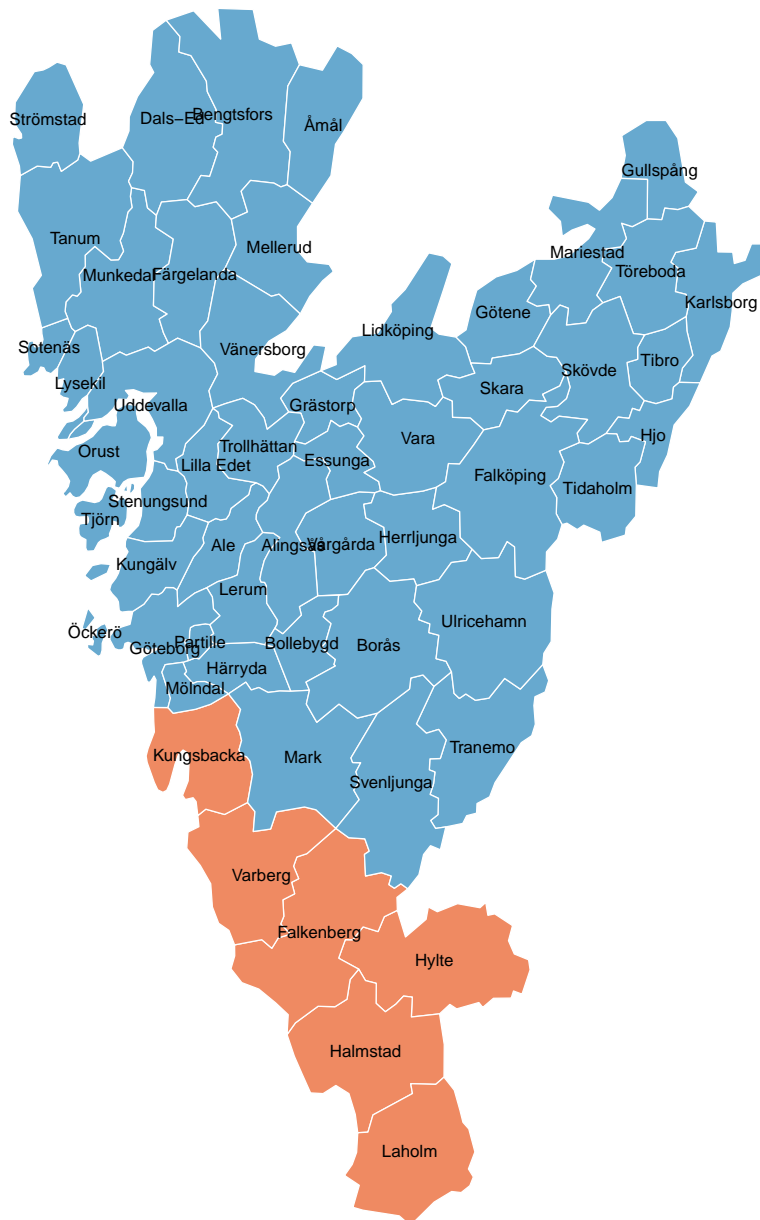 Strömstad
Dals–Ed
Bengtsfors
Åmål
Gullspång
Tanum
Mellerud
Mariestad
Munkedal
Färgelanda
Töreboda
Karlsborg
Götene
Lidköping
Sotenäs
Vänersborg
Tibro
Skövde
Lysekil
Skara
Uddevalla
Grästorp
Hjo
Vara
Trollhättan
Orust
Essunga
Lilla Edet
Falköping
Tidaholm
Stenungsund
Tjörn
Herrljunga
Ale
Alingsås
Vårgårda
Kungälv
Lerum
Ulricehamn
Öckerö
Partille
Bollebygd
Göteborg
Borås
Härryda
Mölndal
Tranemo
Kungsbacka
Mark
Svenljunga
Varberg
Falkenberg
Hylte
Halmstad
Laholm